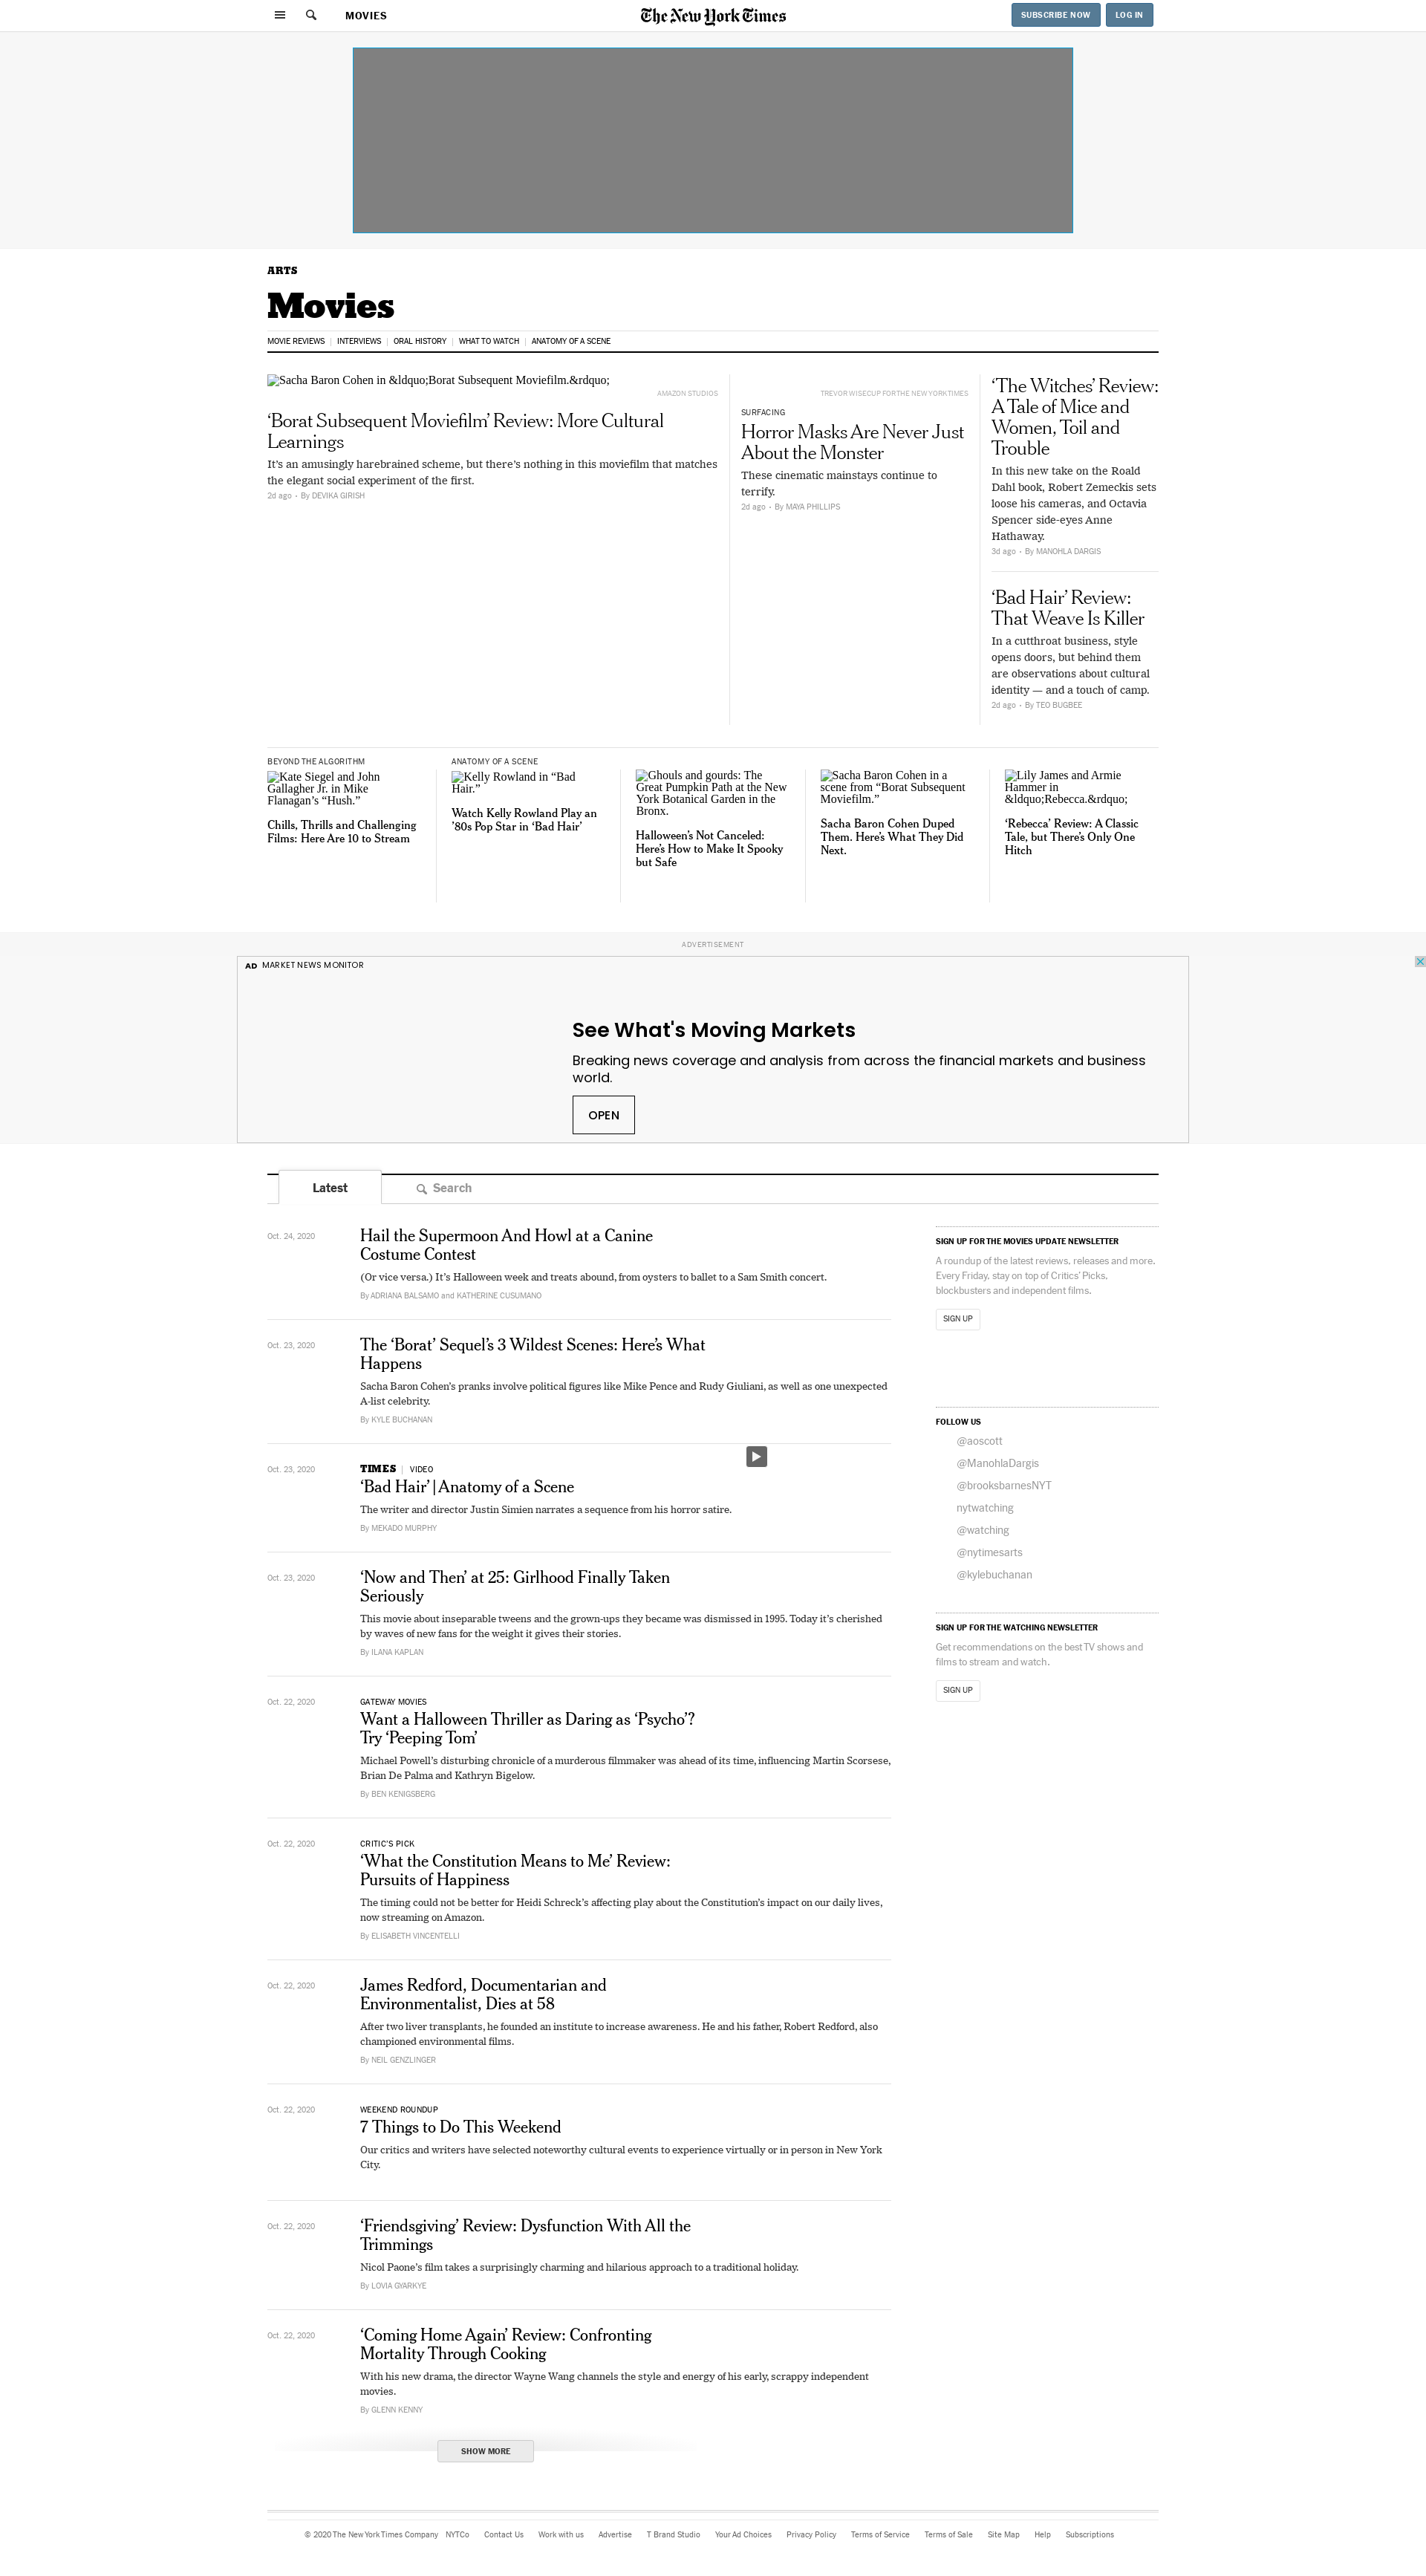 MOVIES
The New York Times
SUBSCRIBE NOW
LOG IN
ARTS
Movies
MOVIE REVIEWS
INTERVIEWS
ORAL HISTORY
WHAT TO WATCH
ANATOMY OF A SCENE
Sacha Baron Cohen in &ldquo;Borat Subsequent Moviefilm.&rdquo;
AMAZON STUDIOS
‘Borat Subsequent Moviefilm’ Review: More Cultural
Learnings
It’s an amusingly harebrained scheme, but there’s nothing in this moviefilm that matches
the elegant social experiment of the first.
2d ago • By DEVIKA GIRISH
TREVOR WISECUP FOR THE NEW YORK TIMES
SURFACING
Horror Masks Are Never Just
About the Monster
These cinematic mainstays continue to
terrify.
2d ago • By MAYA PHILLIPS
‘The Witches’ Review:
A Tale of Mice and
Women, Toil and
Trouble
In this new take on the Roald
Dahl book, Robert Zemeckis sets
loose his cameras, and Octavia
Spencer side-eyes Anne
Hathaway.
3d ago • By MANOHLA DARGIS
‘Bad Hair’ Review:
That Weave Is Killer
In a cutthroat business, style
opens doors, but behind them
are observations about cultural
identity — and a touch of camp.
2d ago • By TEO BUGBEE
BEYOND THE ALGORITHM
Kate Siegel and John
Gallagher Jr. in Mike
Flanagan’s “Hush.”
Chills, Thrills and Challenging
Films: Here Are 10 to Stream
ANATOMY OF A SCENE
Kelly Rowland in “Bad
Hair.”
Watch Kelly Rowland Play an
’80s Pop Star in ‘Bad Hair’
Ghouls and gourds: The
Great Pumpkin Path at the New
York Botanical Garden in the
Bronx.
Halloween’s Not Canceled:
Here’s How to Make It Spooky
but Safe
Sacha Baron Cohen in a
scene from “Borat Subsequent
Moviefilm.”
Sacha Baron Cohen Duped
Them. Here’s What They Did
Next.
Lily James and Armie
Hammer in
&ldquo;Rebecca.&rdquo;
‘Rebecca’ Review: A Classic
Tale, but There’s Only One
Hitch
ADVERTISEMENT
AD MARKET NEWS MONITOR
See What's Moving Markets
Breaking news coverage and analysis from across the financial markets and business
world.
OPEN
Latest
Search
Oct. 24, 2020
Hail the Supermoon And Howl at a Canine
Costume Contest
(Or vice versa.) It’s Halloween week and treats abound, from oysters to ballet to a Sam Smith concert.
By ADRIANA BALSAMO and KATHERINE CUSUMANO
Oct. 23, 2020
The ‘Borat’ Sequel’s 3 Wildest Scenes: Here’s What
Happens
Sacha Baron Cohen’s pranks involve political figures like Mike Pence and Rudy Giuliani, as well as one unexpected
A-list celebrity.
By KYLE BUCHANAN
Oct. 23, 2020
TIMES | VIDEO
‘Bad Hair’ | Anatomy of a Scene
The writer and director Justin Simien narrates a sequence from his horror satire.
By MEKADO MURPHY
Oct. 23, 2020
‘Now and Then’ at 25: Girlhood Finally Taken
Seriously
This movie about inseparable tweens and the grown-ups they became was dismissed in 1995. Today it’s cherished
by waves of new fans for the weight it gives their stories.
By ILANA KAPLAN
Oct. 22, 2020
GATEWAY MOVIES
Want a Halloween Thriller as Daring as ‘Psycho’?
Try ‘Peeping Tom’
Michael Powell’s disturbing chronicle of a murderous filmmaker was ahead of its time, influencing Martin Scorsese,
Brian De Palma and Kathryn Bigelow.
By BEN KENIGSBERG
Oct. 22, 2020
CRITIC’S PICK
‘What the Constitution Means to Me’ Review:
Pursuits of Happiness
The timing could not be better for Heidi Schreck’s affecting play about the Constitution’s impact on our daily lives,
now streaming on Amazon.
By ELISABETH VINCENTELLI
Oct. 22, 2020
James Redford, Documentarian and
Environmentalist, Dies at 58
After two liver transplants, he founded an institute to increase awareness. He and his father, Robert Redford, also
championed environmental films.
By NEIL GENZLINGER
Oct. 22, 2020
WEEKEND ROUNDUP
7 Things to Do This Weekend
Our critics and writers have selected noteworthy cultural events to experience virtually or in person in New York
City.
Oct. 22, 2020
‘Friendsgiving’ Review: Dysfunction With All the
Trimmings
Nicol Paone’s film takes a surprisingly charming and hilarious approach to a traditional holiday.
By LOVIA GYARKYE
Oct. 22, 2020
‘Coming Home Again’ Review: Confronting
Mortality Through Cooking
With his new drama, the director Wayne Wang channels the style and energy of his early, scrappy independent
movies.
By GLENN KENNY
SHOW MORE
SIGN UP FOR THE MOVIES UPDATE NEWSLETTER
A roundup of the latest reviews, releases and more.
Every Friday, stay on top of Critics’ Picks,
blockbusters and independent films.
SIGN UP
FOLLOW US
@aoscott
@ManohlaDargis
@brooksbarnesNYT
nytwatching
@watching
@nytimesarts
@kylebuchanan
SIGN UP FOR THE WATCHING NEWSLETTER
Get recommendations on the best TV shows and
films to stream and watch.
SIGN UP
© 2020 The New York Times Company NYTCo Contact Us Work with us Advertise T Brand Studio Your Ad Choices Privacy Policy Terms of Service Terms of Sale Site Map Help Subscriptions